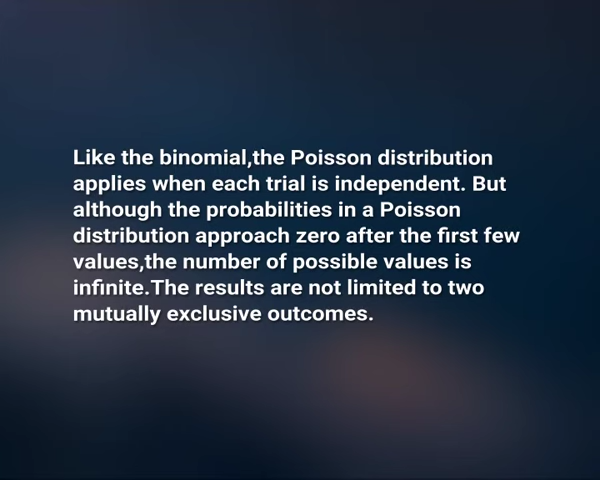 Like the binomial,the Poisson distribution
applies when each trial is independent. But
although the probabilities in a Poisson
distribution approach zero after the first few
values,the number of possible values is
infinite.The results are not limited to two
mutually exclusive outcomes.